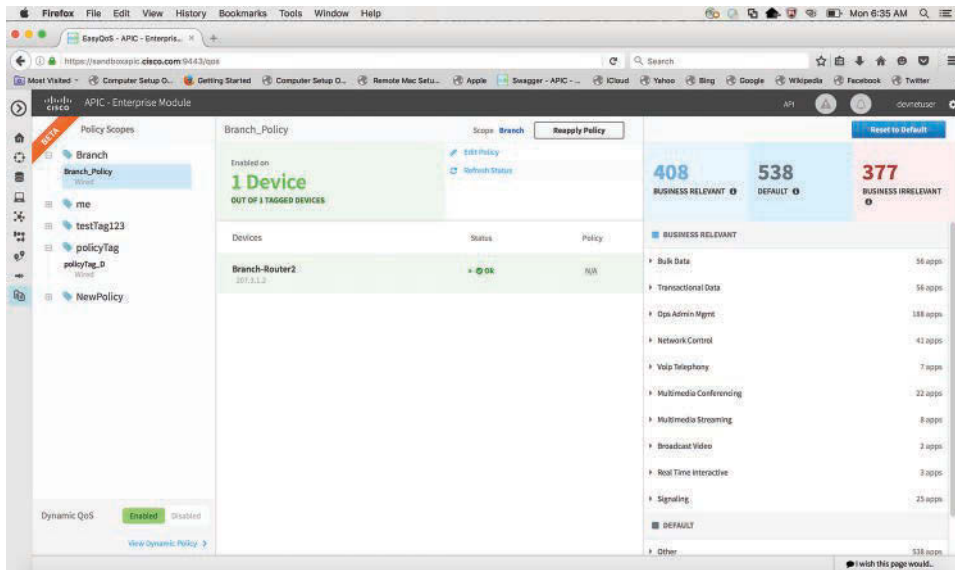 Firefox File Edit View History Bookmarks Tools Window Help
Mon 6:35 AM
EasyQoS - APIC - Enterpris...
https://sandboxapic.cisco.com:9443/qos
Search
Most Visited Computer Setup O... Getting Started Computer Setup O... Remote Mac Setu... Apple Swagger - APIC - ... iCloud Yahoo Bing Google Wikipedia Facebook Twitter
cisco APIC - Enterprise Module
API
devnetuser
BETA
Policy Scopes
Branch
Branch_Policy
Wired
me
testTag123
policyTag
policyTag_D
Wired
NewPolicy
Dynamic QoS Enabled Disabled
View Dynamic Policy
Branch_Policy
Scope Branch
Reapply Policy
Enabled on
1 Device
OUT OF 1 TAGGED DEVICES
Edit Policy
Refresh Status
Devices Status Policy
Branch-Router2 OK N/A
207.3.1.2
Reset to Default
408 BUSINESS RELEVANT
538 DEFAULT
377 BUSINESS IRRELEVANT
BUSINESS RELEVANT
Bulk Data 56 apps
Transactional Data 56 apps
Ops Admin Mgmt 188 apps
Network Control 41 apps
Voip Telephony 7 apps
Multimedia Conferencing 22 apps
Multimedia Streaming 8 apps
Broadcast Video 2 apps
Real Time Interactive 3 apps
Signaling 25 apps
DEFAULT
Other 538 apps
I wish this page would...